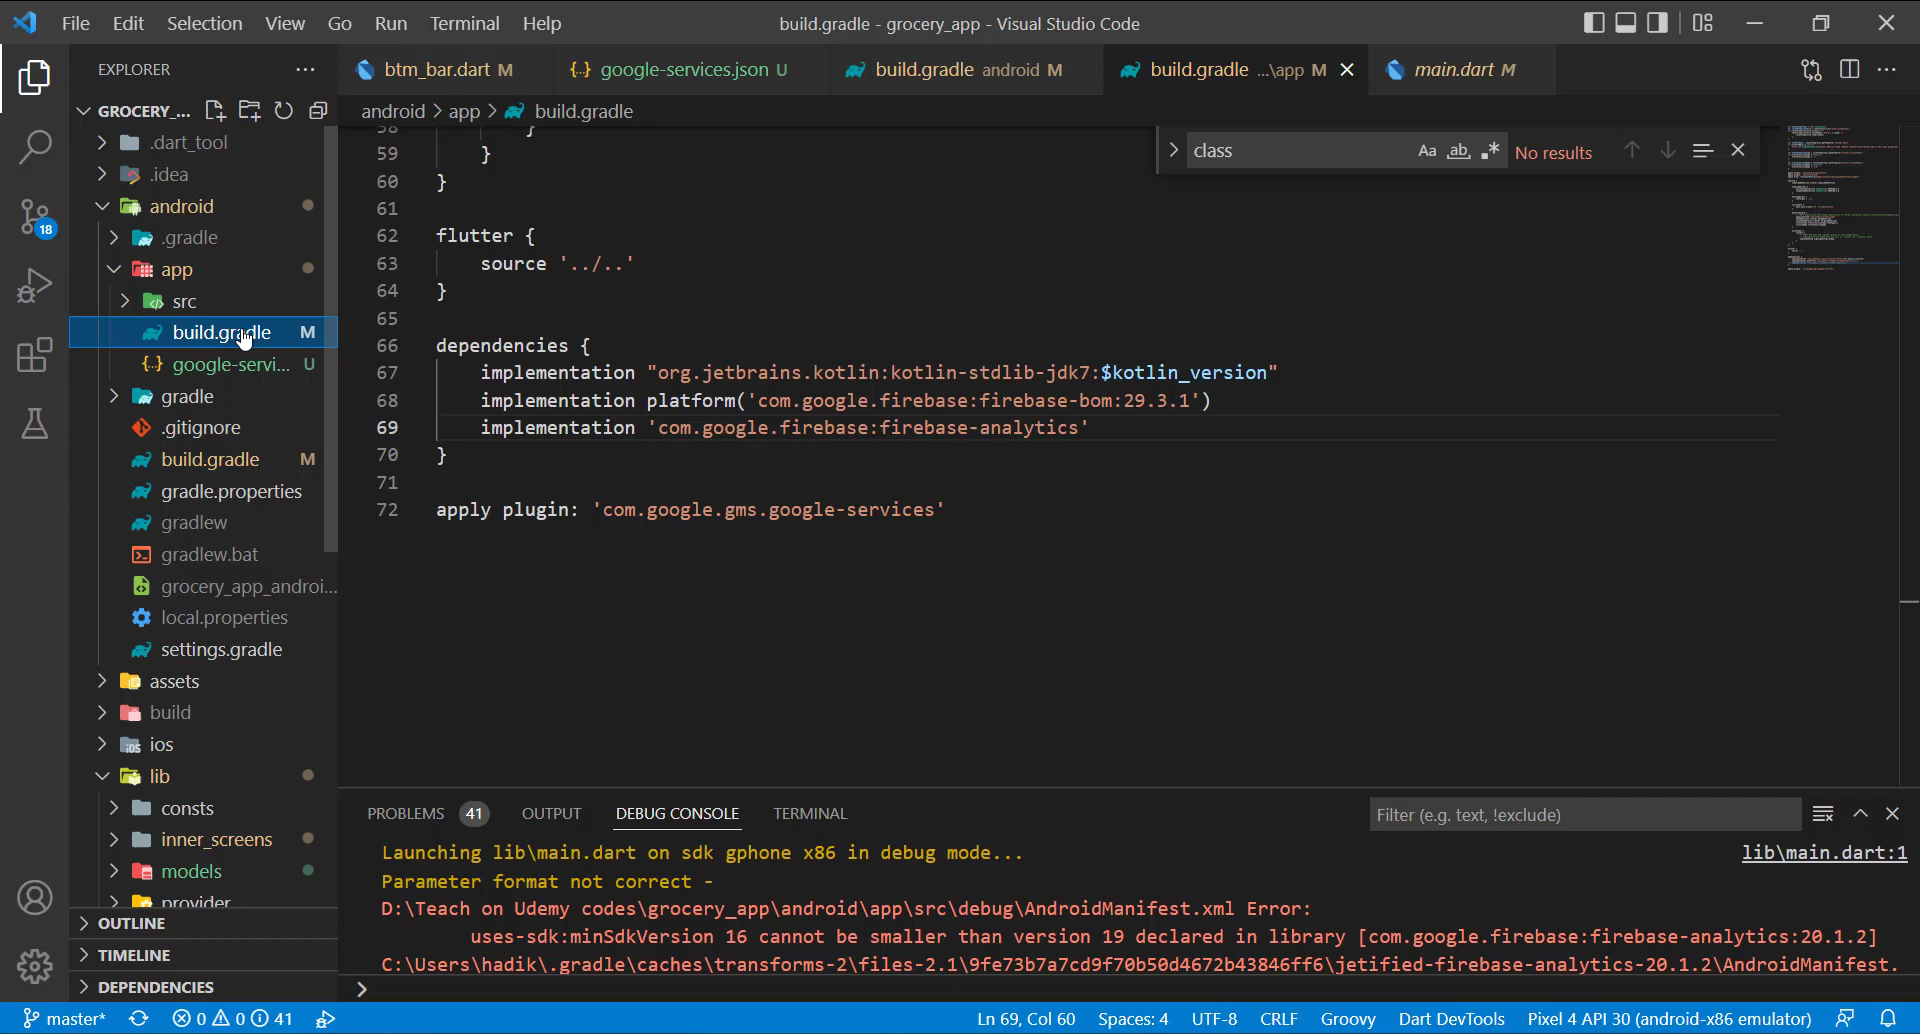 File Edit Selection View Go Run Terminal Help
build.gradle - grocery_app - Visual Studio Code
EXPLORER
btm_bar.dart M
google-services.json U
build.gradle android M
build.gradle ...\app M
main.dart M
GROCERY_...
android > app > build.gradle
.dart_tool
.idea
android
.gradle
app
src
build.gradle M
google-servi... U
gradle
.gitignore
build.gradle M
gradle.properties
gradlew
gradlew.bat
grocery_app_androi...
local.properties
settings.gradle
assets
build
ios
lib
consts
inner_screens
models
provider
OUTLINE
TIMELINE
DEPENDENCIES
18
class
Aa ab .* No results
58 }
59 }
60 }
61
62 flutter {
63 source '../..'
64 }
65
66 dependencies {
67 implementation "org.jetbrains.kotlin:kotlin-stdlib-jdk7:$kotlin_version"
68 implementation platform('com.google.firebase:firebase-bom:29.3.1')
69 implementation 'com.google.firebase:firebase-analytics'
70 }
71
72 apply plugin: 'com.google.gms.google-services'
PROBLEMS 41 OUTPUT DEBUG CONSOLE TERMINAL
Filter (e.g. text, !exclude)
Launching lib\main.dart on sdk gphone x86 in debug mode...
lib\main.dart:1
Parameter format not correct -
D:\Teach on Udemy codes\grocery_app\android\app\src\debug\AndroidManifest.xml Error:
uses-sdk:minSdkVersion 16 cannot be smaller than version 19 declared in library [com.google.firebase:firebase-analytics:20.1.2]
C:\Users\hadik\.gradle\caches\transforms-2\files-2.1\9fe73b7a7cd9f70b50d4672b43846ff6\jetified-firebase-analytics-20.1.2\AndroidManifest.
master* 0 0 41
Ln 69, Col 60 Spaces: 4 UTF-8 CRLF Groovy Dart DevTools Pixel 4 API 30 (android-x86 emulator)